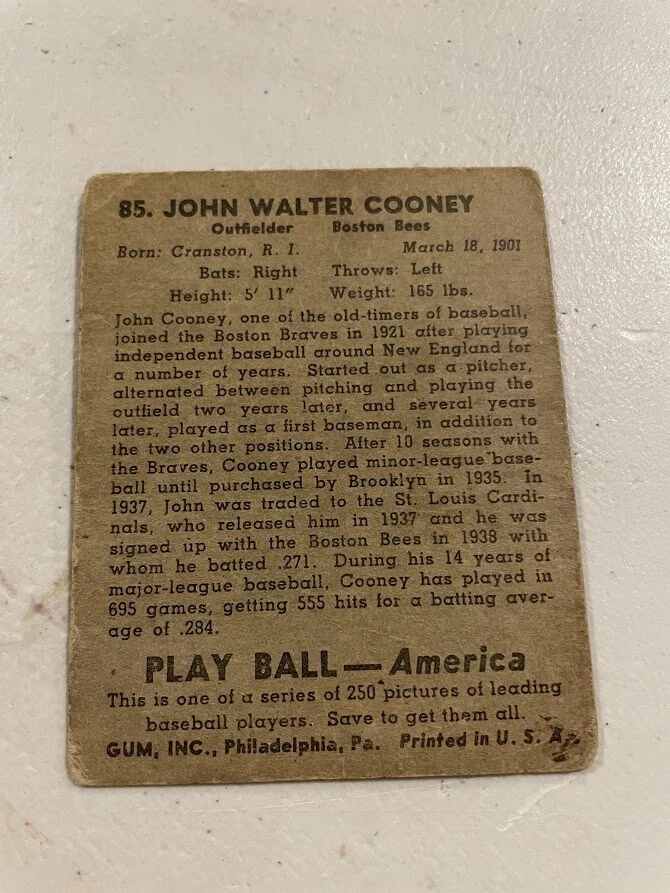 85. JOHN WALTER COONEY
Outfielder Boston Bees
Born: Cranston, R. I. March 18, 1901
Bats: Right Throws: Left
Height: 5' 11" Weight: 165 lbs.
John Cooney, one of the old-timers of baseball,
joined the Boston Braves in 1921 after playing
independent baseball around New England for
a number of years. Started out as a pitcher,
alternated between pitching and playing the
outfield two years later, and several years
later, played as a first baseman, in addition to
the two other positions. After 10 seasons with
the Braves, Cooney played minor-league base-
ball until purchased by Brooklyn in 1935. In
1937, John was traded to the St. Louis Cardi-
nals, who released him in 1937 and he was
signed up with the Boston Bees in 1938 with
whom he batted .271. During his 14 years of
major-league baseball, Cooney has played in
695 games, getting 555 hits for a batting aver-
age of .284.
PLAY BALL—America
This is one of a series of 250 pictures of leading
baseball players. Save to get them all.
GUM, INC., Philadelphia, Pa. Printed in U. S. A.